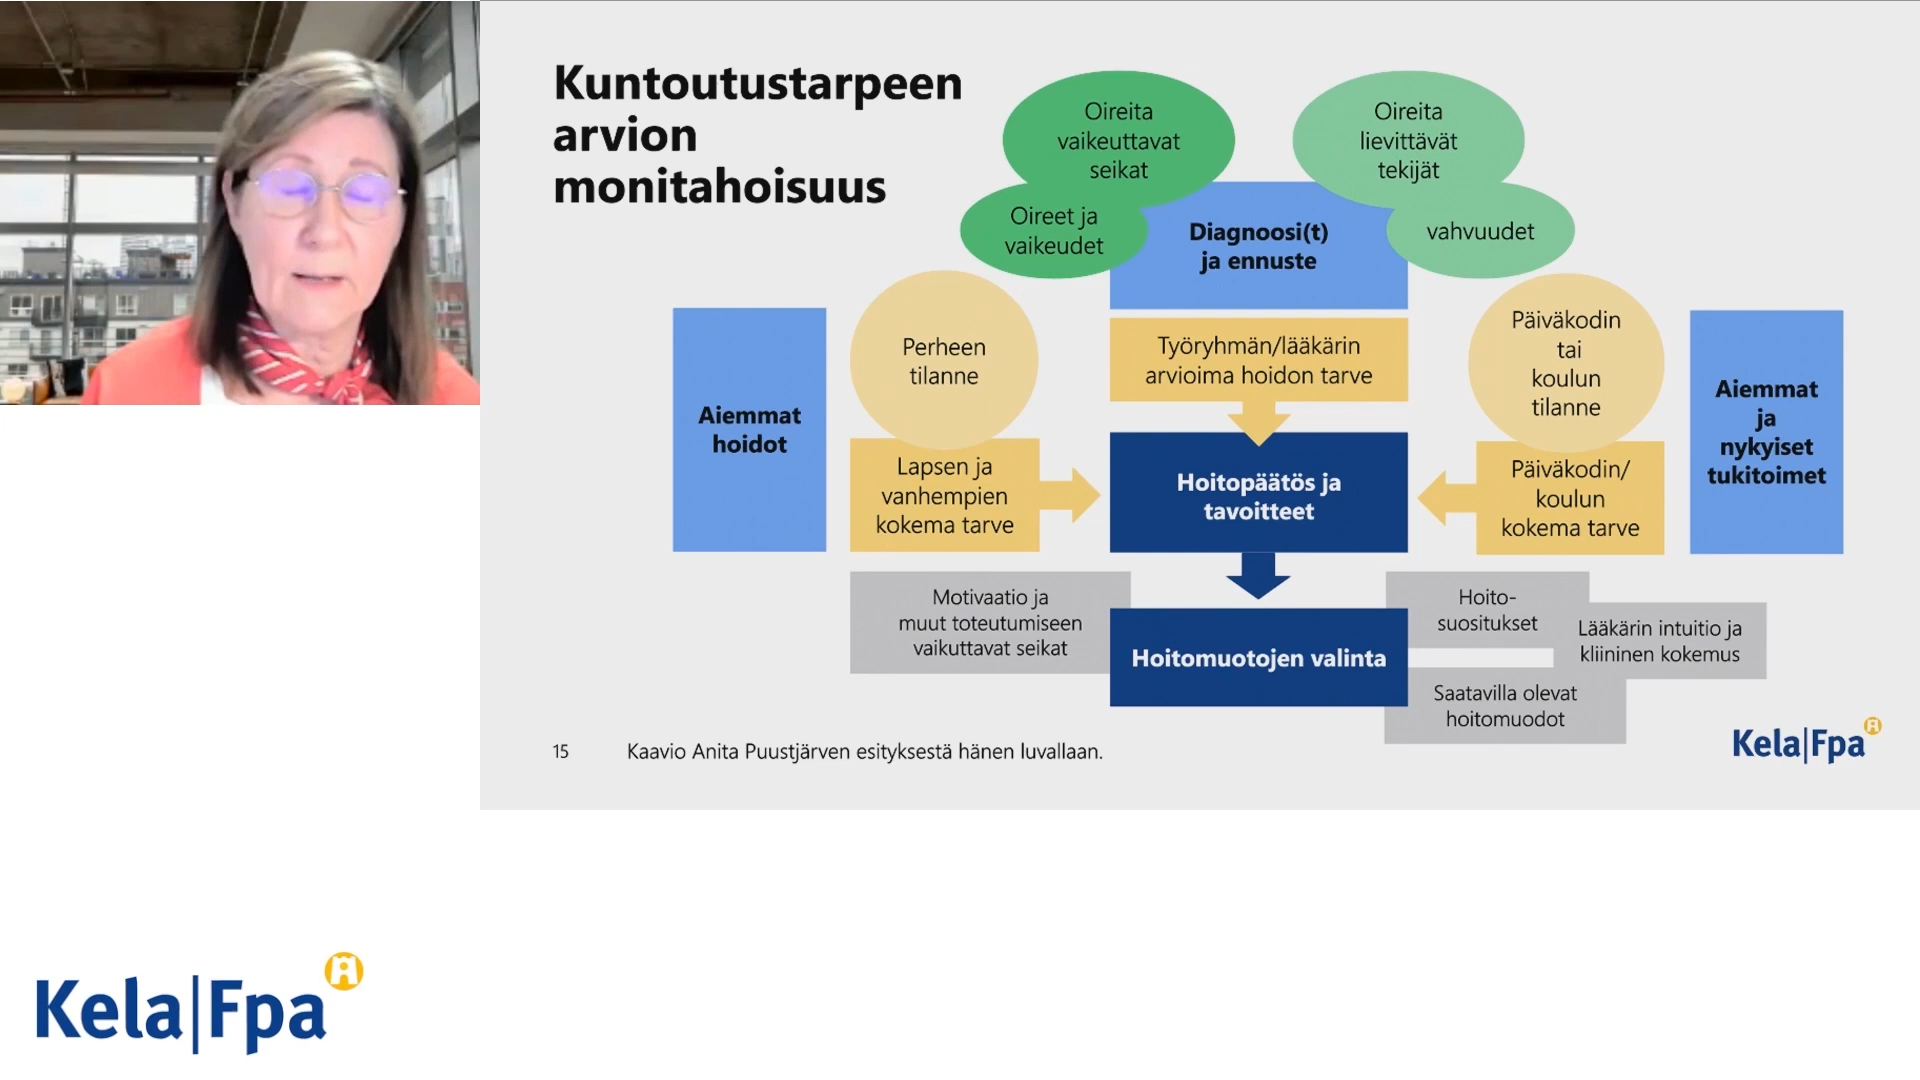 Kuntoutustarpeen
arvion
monitahoisuus
Oireita
vaikeuttavat
seikat
Oireita
lievittävät
tekijät
Oireet ja
vaikeudet
Diagnoosi(t)
ja ennuste
vahvuudet
Aiemmat
hoidot
Perheen
tilanne
Työryhmän/lääkärin
arvioima hoidon tarve
Päiväkodin
tai
koulun
tilanne
Aiemmat
ja
nykyiset
tukitoimet
Lapsen ja
vanhempien
kokema tarve
Hoitopäätös ja
tavoitteet
Päiväkodin/
koulun
kokema tarve
Motivaatio ja
muut toteutumiseen
vaikuttavat seikat
Hoitomuotojen valinta
Hoito-
suositukset
Lääkärin intuitio ja
kliininen kokemus
Saatavilla olevat
hoitomuodot
15
Kaavio Anita Puustjärven esityksestä hänen luvallaan.
Kela|Fpa
Kela|Fpa